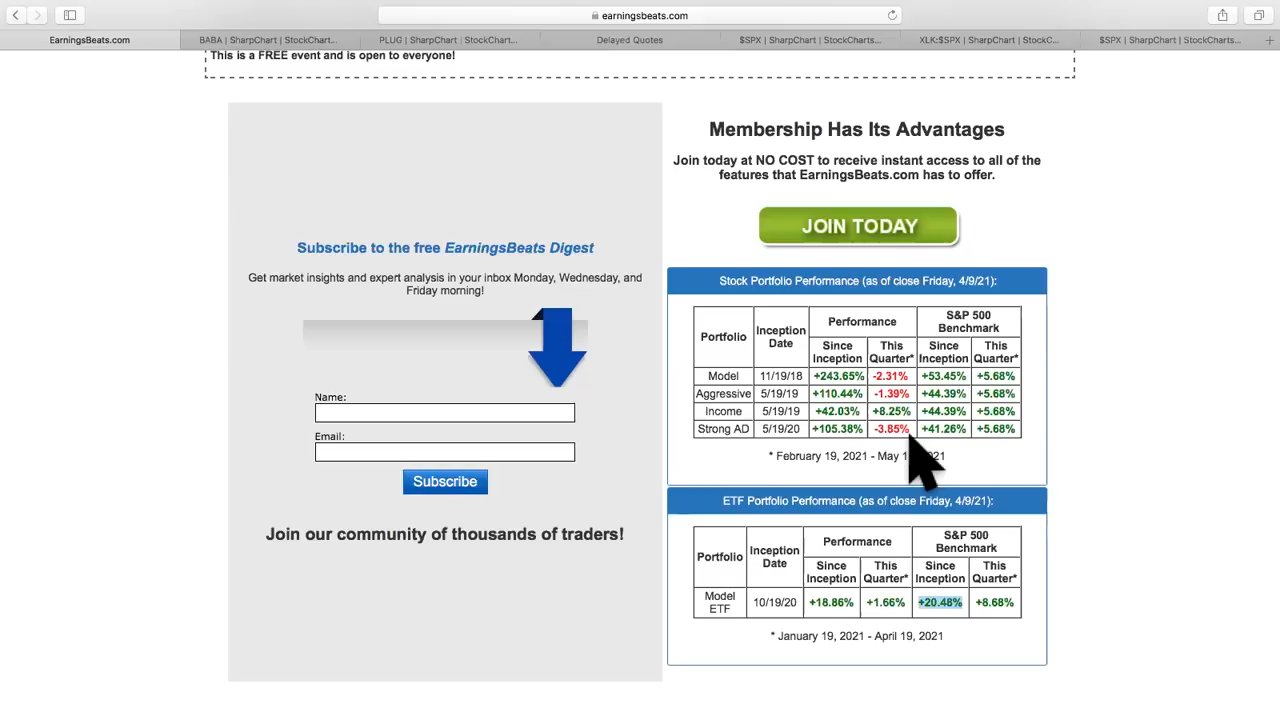 earningsbeats.com
EarningsBeats.com
BABA | SharpChart | StockChart...
PLUG | SharpChart | StockChart...
Delayed Quotes
$SPX | SharpChart | StockCharts...
XLK:$SPX | SharpChart | StockC...
$SPX | SharpChart | StockCharts...
This is a FREE event and is open to everyone!
Subscribe to the free EarningsBeats Digest
Get market insights and expert analysis in your inbox Monday, Wednesday, and
Friday morning!
Name:
Email:
Subscribe
Join our community of thousands of traders!
Membership Has Its Advantages
Join today at NO COST to receive instant access to all of the
features that EarningsBeats.com has to offer.
JOIN TODAY
Stock Portfolio Performance (as of close Friday, 4/9/21):
Portfolio Inception Date Performance S&P 500 Benchmark
Since Inception This Quarter* Since Inception This Quarter*
Model 11/19/18 +243.65% -2.31% +53.45% +5.68%
Aggressive 5/19/19 +110.44% -1.39% +44.39% +5.68%
Income 5/19/19 +42.03% +8.25% +44.39% +5.68%
Strong AD 5/19/20 +105.38% -3.85% +41.26% +5.68%
* February 19, 2021 - May 2021
ETF Portfolio Performance (as of close Friday, 4/9/21):
Portfolio Inception Date Performance S&P 500 Benchmark
Since Inception This Quarter* Since Inception This Quarter*
Model ETF 10/19/20 +18.86% +1.66% +20.48% +8.68%
* January 19, 2021 - April 19, 2021